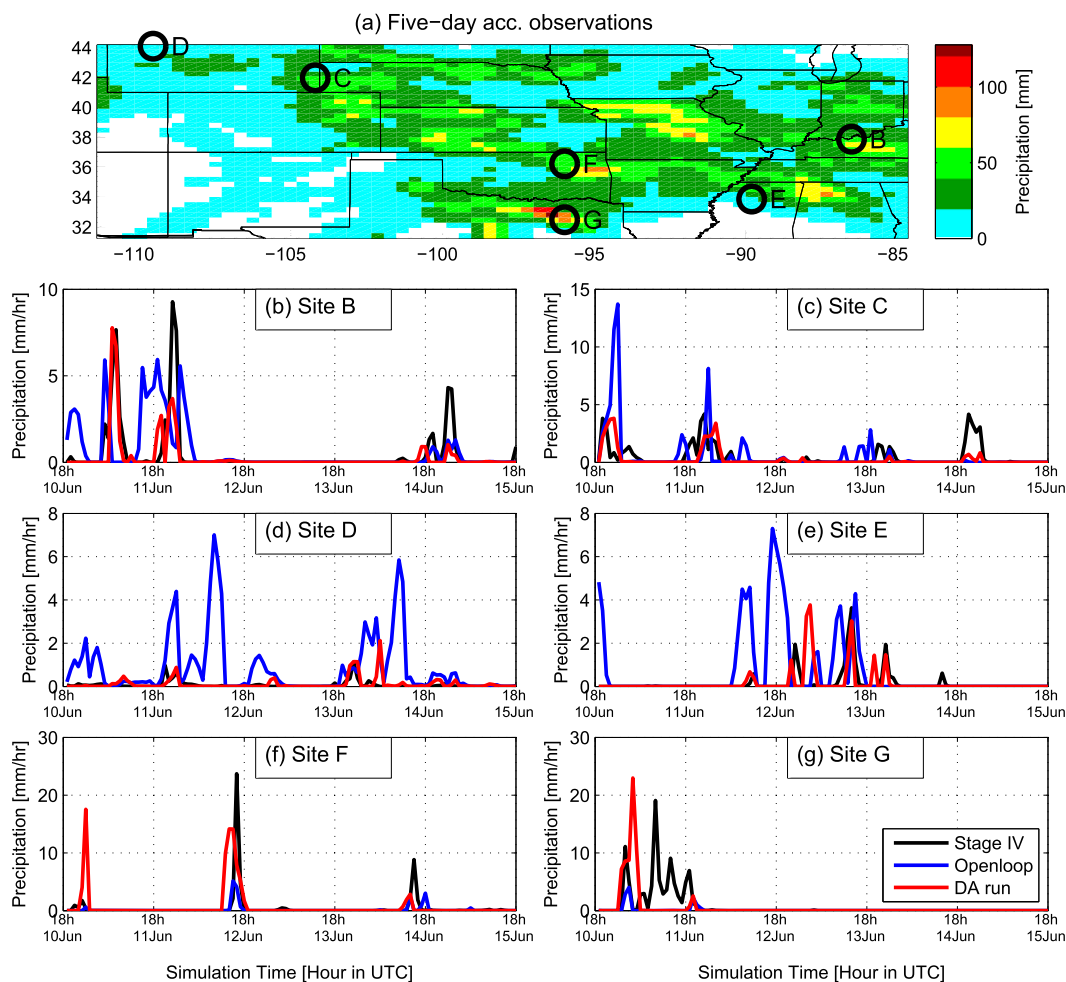 (a) Five−day acc. observations
44
42
40
38
36
34
32
−110
−105
−100
−95
−90
−85
D
C
B
F
E
G
100
50
0
Precipitation [mm]
(b) Site B
Precipitation [mm/hr]
10
5
0
18h 18h 18h 18h 18h 18h
10Jun 11Jun 12Jun 13Jun 14Jun 15Jun
(c) Site C
Precipitation [mm/hr]
15
10
5
0
18h 18h 18h 18h 18h 18h
10Jun 11Jun 12Jun 13Jun 14Jun 15Jun
(d) Site D
Precipitation [mm/hr]
8
6
4
2
0
18h 18h 18h 18h 18h 18h
10Jun 11Jun 12Jun 13Jun 14Jun 15Jun
(e) Site E
Precipitation [mm/hr]
8
6
4
2
0
18h 18h 18h 18h 18h 18h
10Jun 11Jun 12Jun 13Jun 14Jun 15Jun
(f) Site F
Precipitation [mm/hr]
30
20
10
0
18h 18h 18h 18h 18h 18h
10Jun 11Jun 12Jun 13Jun 14Jun 15Jun
Simulation Time [Hour in UTC]
(g) Site G
Precipitation [mm/hr]
30
20
10
0
18h 18h 18h 18h 18h 18h
10Jun 11Jun 12Jun 13Jun 14Jun 15Jun
Stage IV
Openloop
DA run
Simulation Time [Hour in UTC]